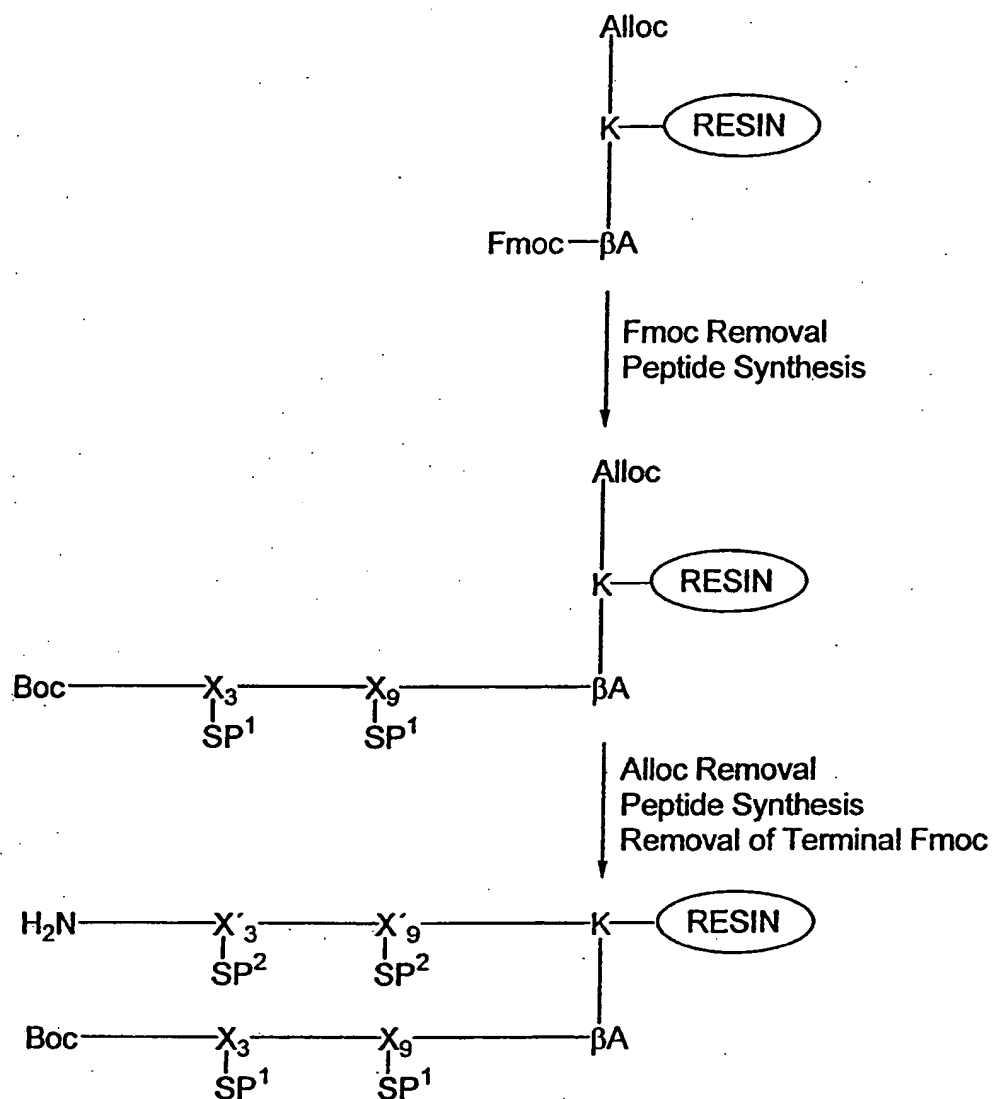 Alloc
K RESIN
Fmoc βA
Fmoc Removal
Peptide Synthesis
Alloc
K RESIN
Boc X₃ X₉ βA
SP¹ SP¹
Alloc Removal
Peptide Synthesis
Removal of Terminal Fmoc
H₂N X´₃ X´₉ K RESIN
SP² SP²
Boc X₃ X₉ βA
SP¹ SP¹